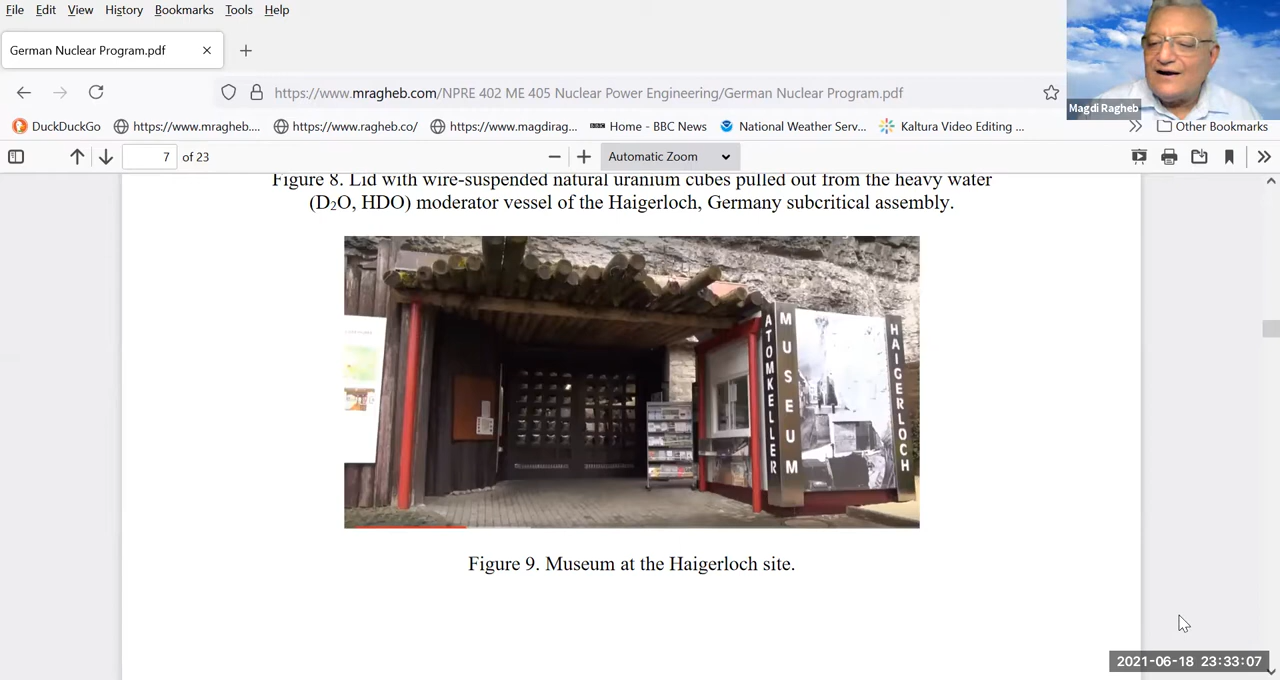 File Edit View History Bookmarks Tools Help
German Nuclear Program.pdf
https://www.mragheb.com/NPRE 402 ME 405 Nuclear Power Engineering/German Nuclear Program.pdf
Magdi Ragheb
DuckDuckGo https://www.mragheb.... https://www.ragheb.co/ https://www.magdirag... BBC Home - BBC News National Weather Serv... Kaltura Video Editing ... Other Bookmarks
7 of 23 Automatic Zoom
Figure 8. Lid with wire-suspended natural uranium cubes pulled out from the heavy water
(D₂O, HDO) moderator vessel of the Haigerloch, Germany subcritical assembly.
ATOMKELLER
MUSEUM
HAIGERLOCH
Figure 9. Museum at the Haigerloch site.
2021-06-18 23:33:07